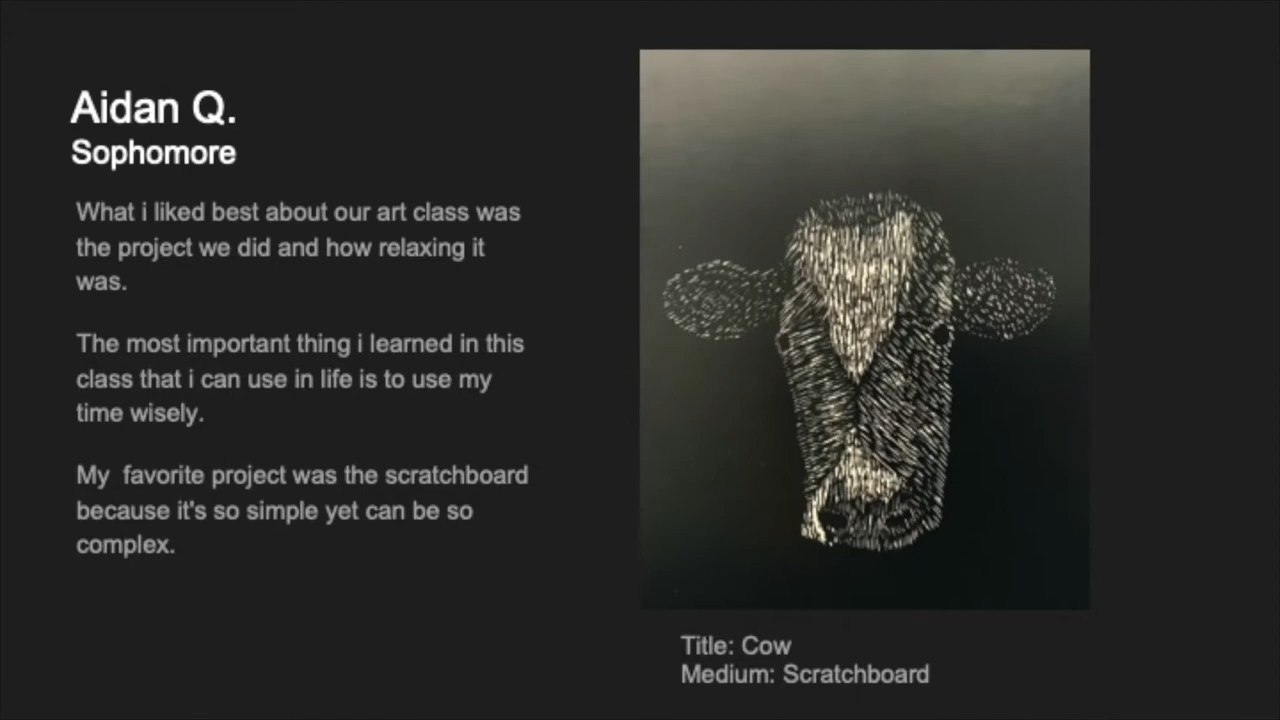 Aidan Q.
Sophomore
What i liked best about our art class was
the project we did and how relaxing it
was.
The most important thing i learned in this
class that i can use in life is to use my
time wisely.
My  favorite project was the scratchboard
because it's so simple yet can be so
complex.
Title: Cow
Medium: Scratchboard